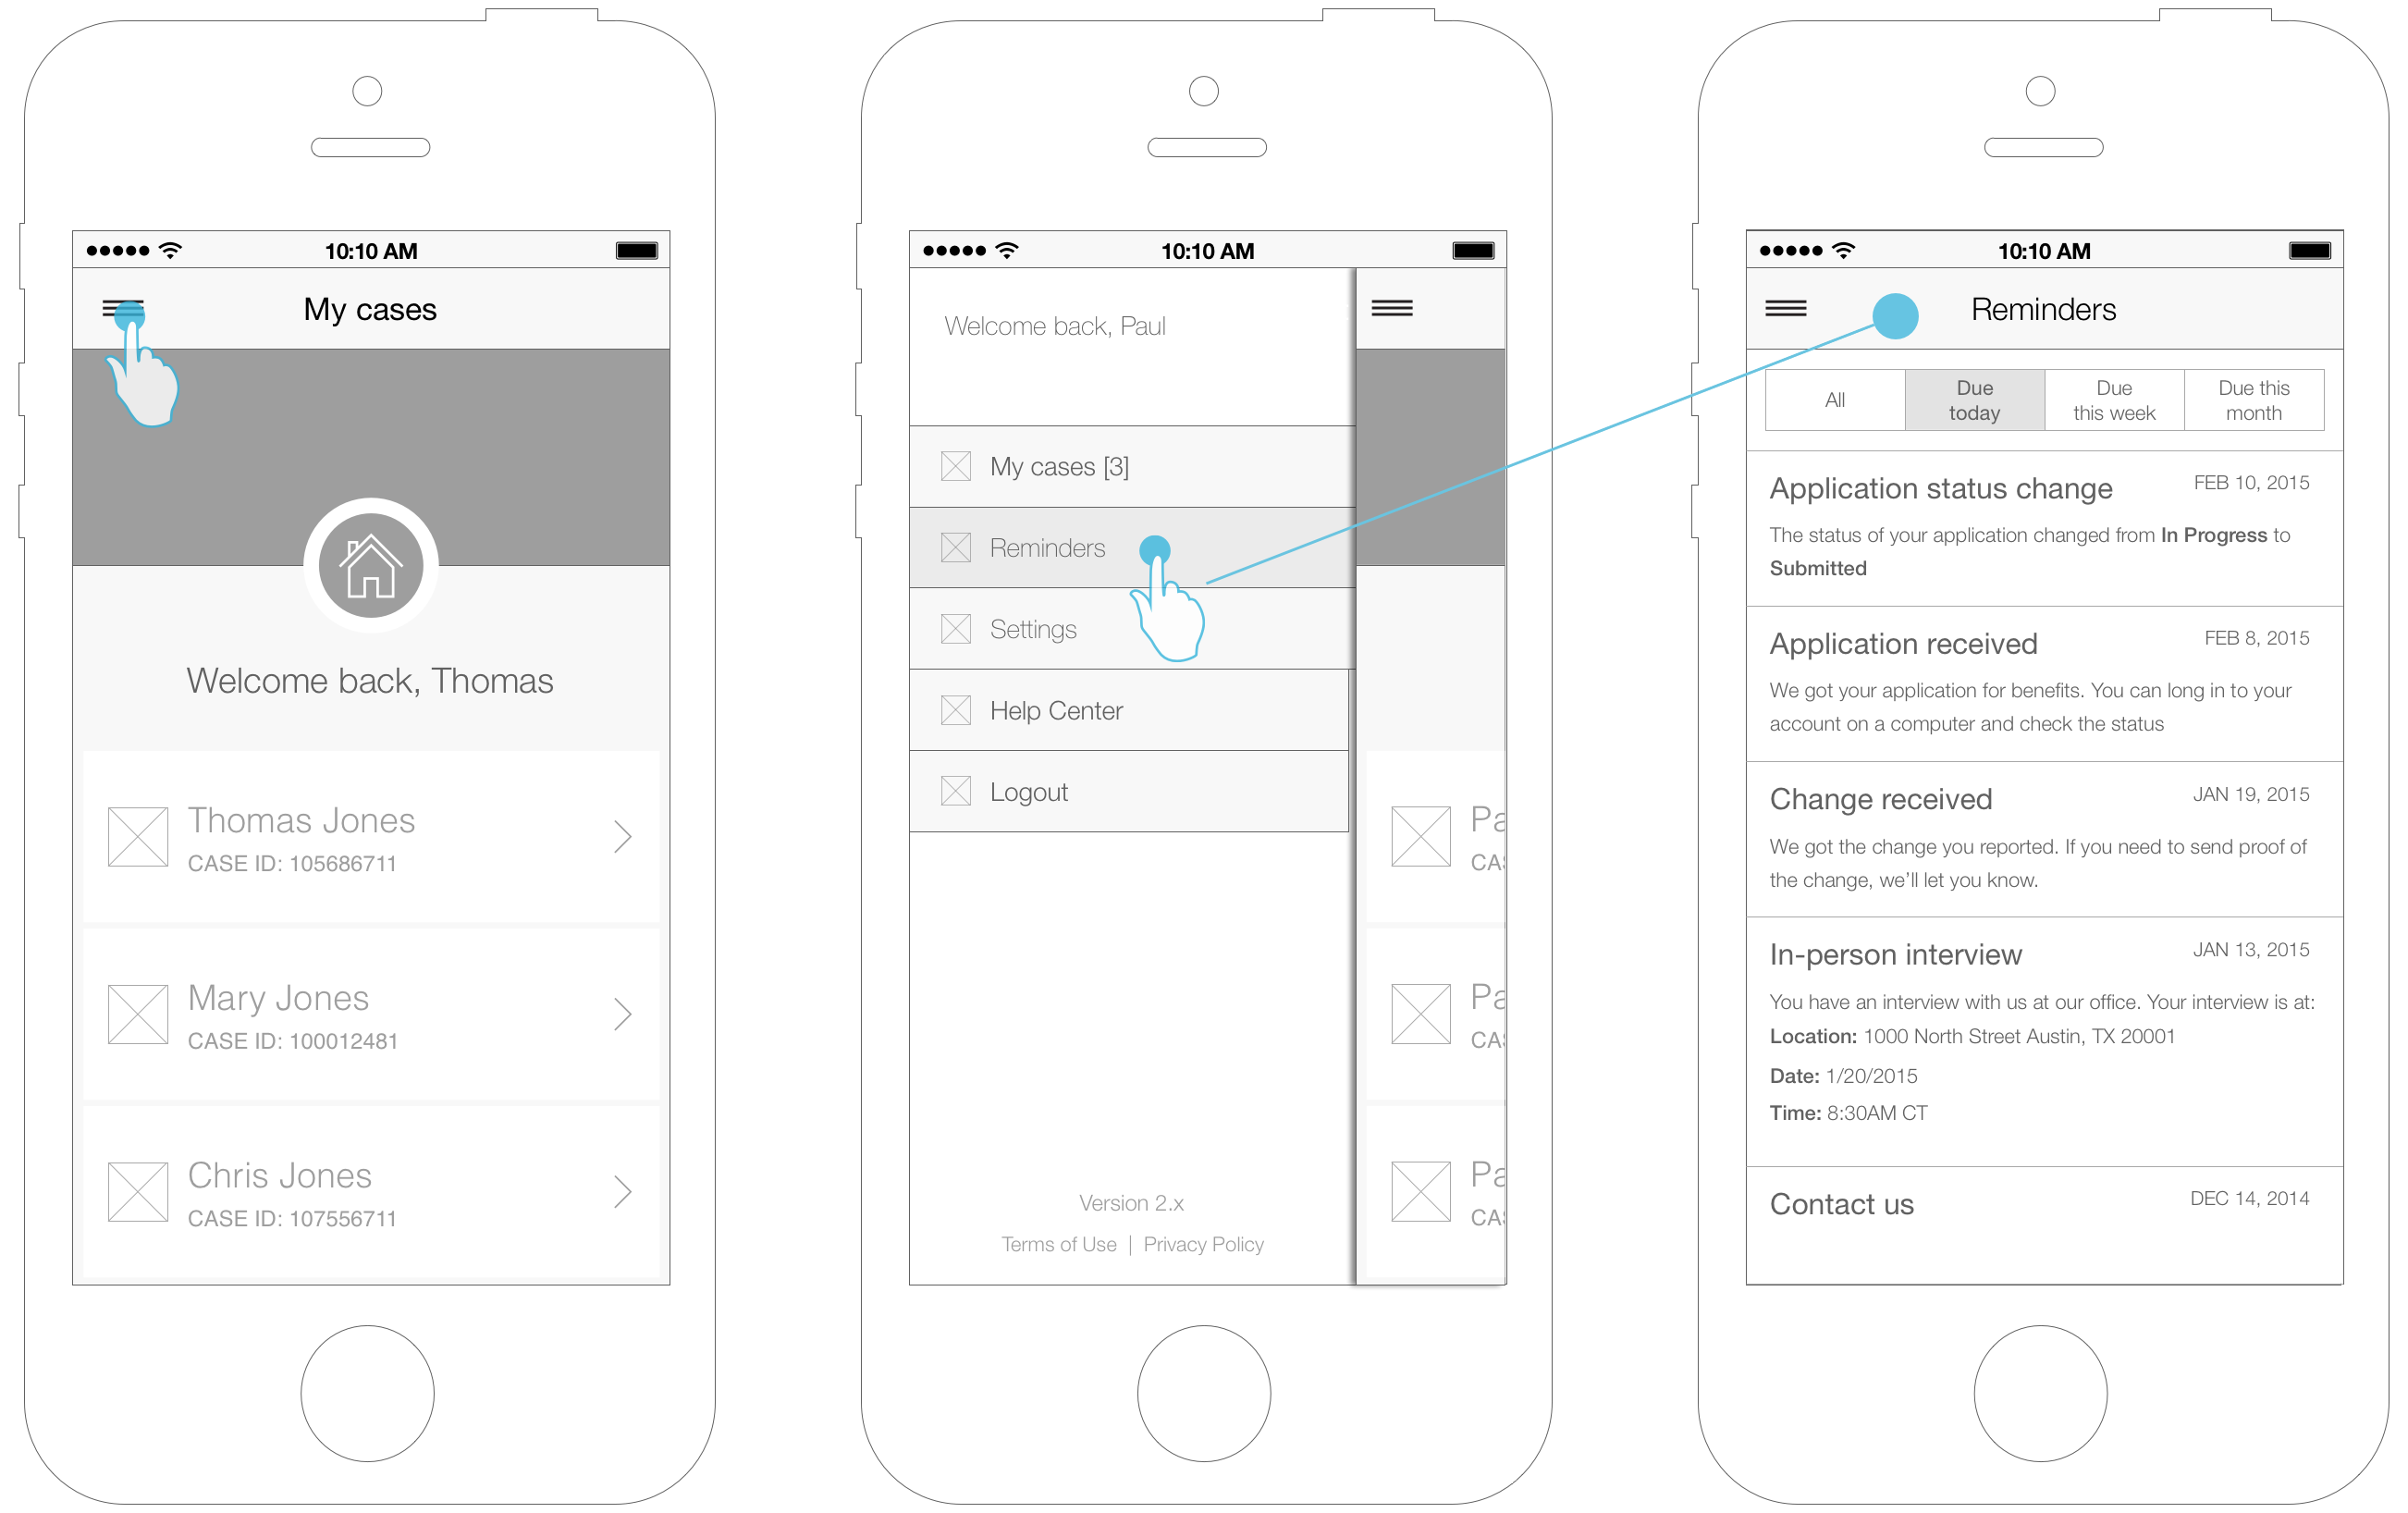 10:10 AM
My cases
Welcome back, Thomas
Thomas Jones
CASE ID: 105686711
Mary Jones
CASE ID: 100012481
Chris Jones
CASE ID: 107556711
10:10 AM
Welcome back, Paul
My cases [3]
Reminders
Settings
Help Center
Logout
Version 2.x
Terms of Use | Privacy Policy
Pa
CAS
Pa
CAS
Pa
CAS
10:10 AM
Reminders
All
Due
today
Due
this week
Due this
month
Application status change
FEB 10, 2015
The status of your application changed from In Progress to
Submitted
Application received
FEB 8, 2015
We got your application for benefits. You can long in to your
account on a computer and check the status
Change received
JAN 19, 2015
We got the change you reported. If you need to send proof of
the change, we’ll let you know.
In-person interview
JAN 13, 2015
You have an interview with us at our office. Your interview is at:
Location: 1000 North Street Austin, TX 20001
Date: 1/20/2015
Time: 8:30AM CT
Contact us
DEC 14, 2014